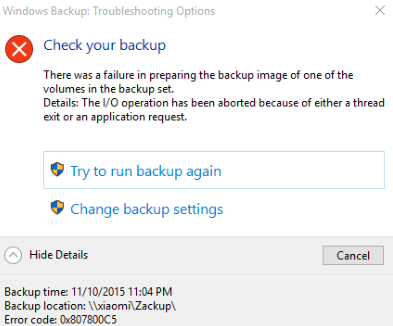 Windows Backup: Troubleshooting Options
Check your backup
There was a failure in preparing the backup image of one of the
volumes in the backup set.
Details: The I/O operation has been aborted because of either a thread
exit or an application request.
Try to run backup again
Change backup settings
Hide Details
Cancel
Backup time: 11/10/2015 11:04 PM
Backup location: \\xiaomi\Zackup\
Error code: 0x807800C5